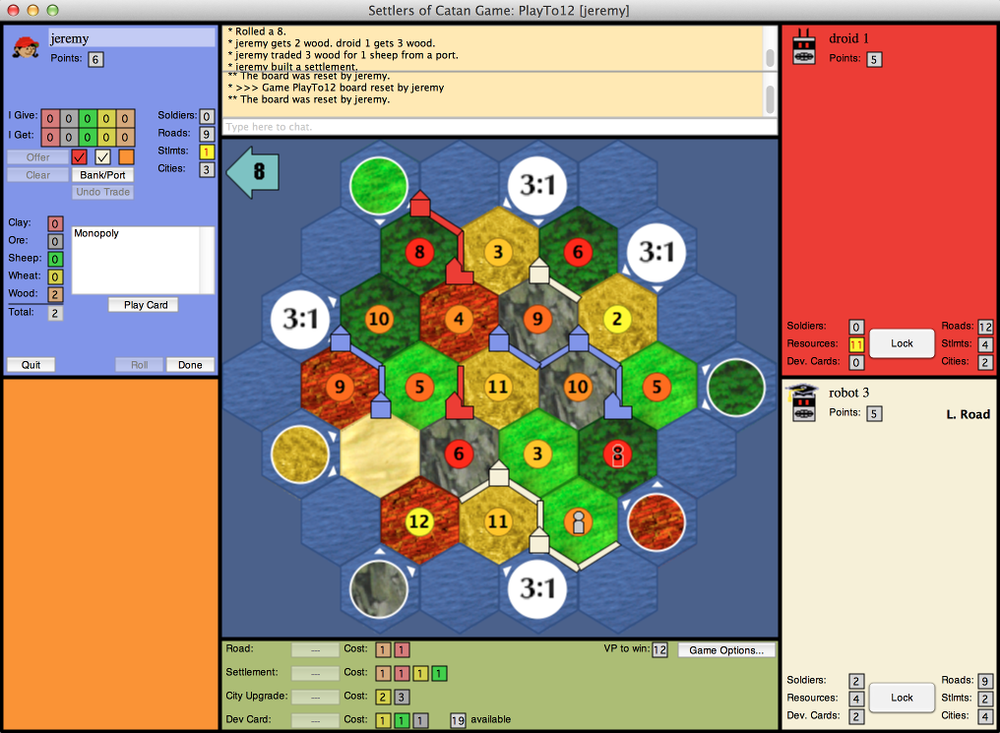 Settlers of Catan Game: PlayTo12 [jeremy]
jeremy
Points: 6
I Give: 0 0 0 0 0
I Get: 0 0 0 0 0
Offer
Clear
Bank/Port
Undo Trade
Soldiers: 0
Roads: 9
Stlmts: 1
Cities: 3
Clay: 0
Ore: 0
Sheep: 0
Wheat: 0
Wood: 2
Total: 2
Monopoly
Play Card
Quit
Roll
Done
* Rolled a 8.
* jeremy gets 2 wood. droid 1 gets 3 wood.
* jeremy traded 3 wood for 1 sheep from a port.
* jeremy built a settlement.
** The board was reset by jeremy.
* >>> Game PlayTo12 board reset by jeremy
** The board was reset by jeremy.
Type here to chat.
8
3:1
8 3 6 3:1
3:1 10 4 9 2
9 5 11 10 5
6 3 8
12 11
3:1
Road: --- Cost: 1 1
Settlement: --- Cost: 1 1 1 1
City Upgrade: --- Cost: 2 3
Dev Card: --- Cost: 1 1 1 19 available
VP to win: 12
Game Options...
droid 1
Points: 5
Soldiers: 0
Resources: 11
Dev. Cards: 0
Lock
Roads: 12
Stlmts: 4
Cities: 2
robot 3
Points: 5
L. Road
Soldiers: 2
Resources: 4
Dev. Cards: 2
Lock
Roads: 9
Stlmts: 2
Cities: 4